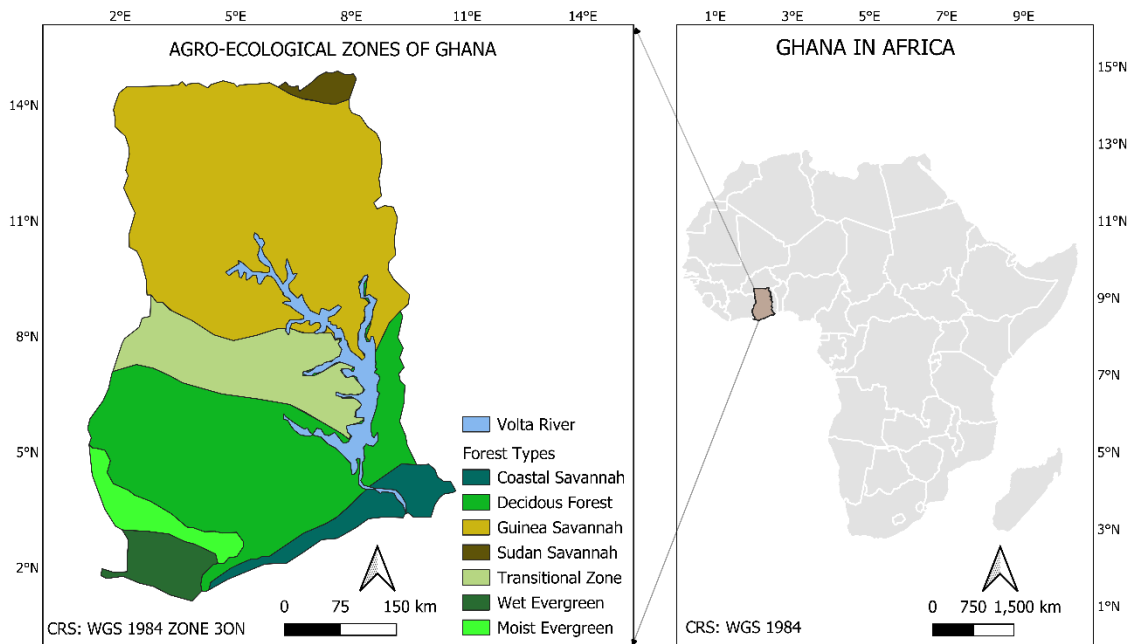 2°E 5°E 8°E 11°E 14°E
AGRO-ECOLOGICAL ZONES OF GHANA
14°N
11°N
8°N
5°N
2°N
Volta River
Forest Types
Coastal Savannah
Decidous Forest
Guinea Savannah
Sudan Savannah
Transitional Zone
Wet Evergreen
Moist Evergreen
0 75 150 km
CRS: WGS 1984 ZONE 30N
1°E 3°E 5°E 7°E 9°E
GHANA IN AFRICA
15°N
13°N
11°N
9°N
7°N
5°N
3°N
1°N
0 750 1,500 km
CRS: WGS 1984